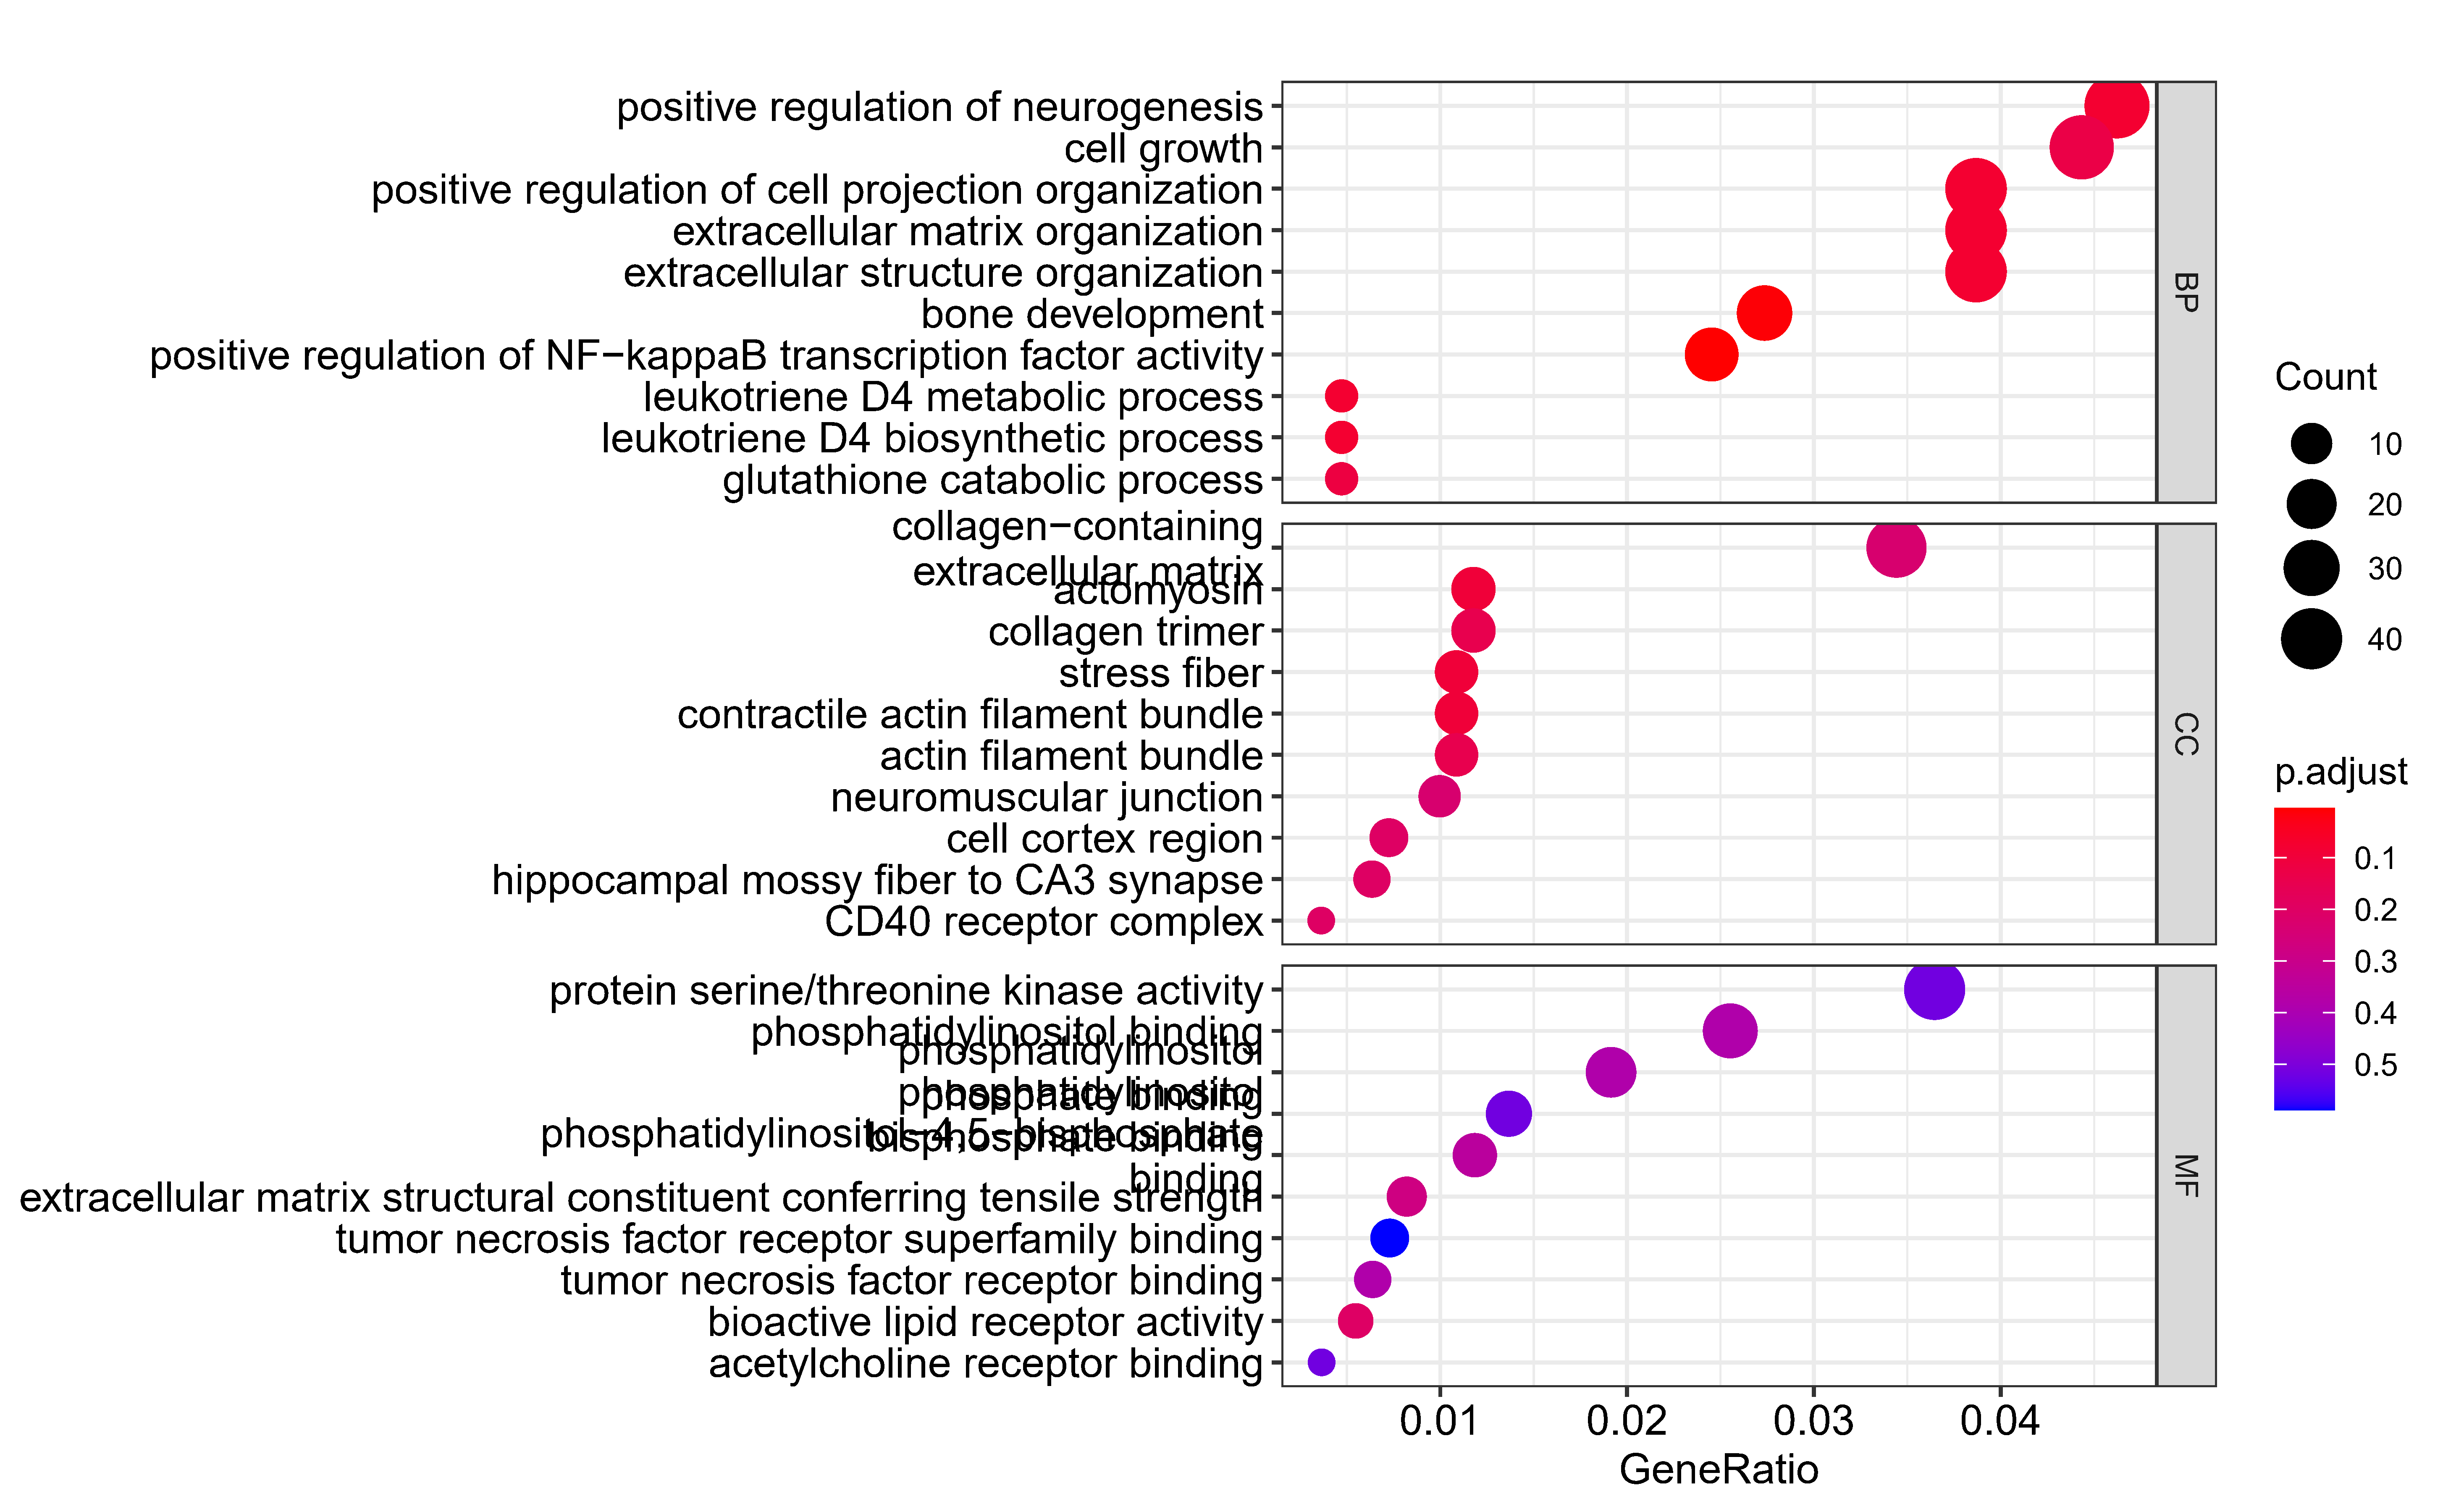 positive regulation of neurogenesis
cell growth
positive regulation of cell projection organization
extracellular matrix organization
extracellular structure organization
bone development
positive regulation of NF−kappaB transcription factor activity
leukotriene D4 metabolic process
leukotriene D4 biosynthetic process
glutathione catabolic process
BP
collagen−containing
extracellular matrix
actomyosin
collagen trimer
stress fiber
contractile actin filament bundle
actin filament bundle
neuromuscular junction
cell cortex region
hippocampal mossy fiber to CA3 synapse
CD40 receptor complex
CC
protein serine/threonine kinase activity
phosphatidylinositol binding
phosphatidylinositol
phosphate binding
phosphatidylinositol
bisphosphate binding
phosphatidylinositol−4,5−bisphosphate
binding
extracellular matrix structural constituent conferring tensile strength
tumor necrosis factor receptor superfamily binding
tumor necrosis factor receptor binding
bioactive lipid receptor activity
acetylcholine receptor binding
MF
0.01
0.02
0.03
0.04
GeneRatio
Count
10
20
30
40
p.adjust
0.1
0.2
0.3
0.4
0.5